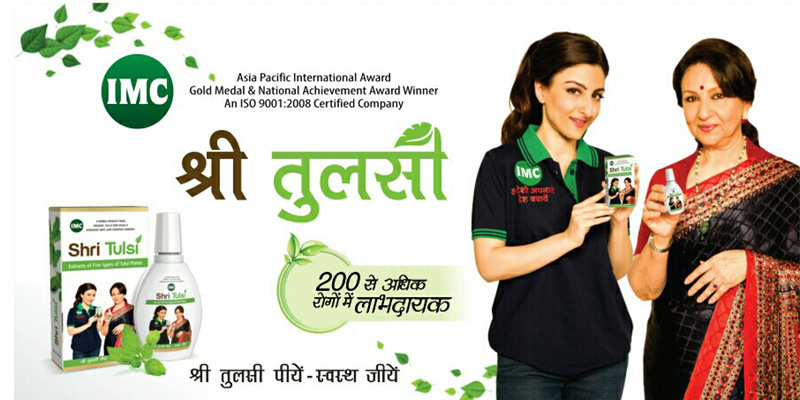 IMC
Asia Pacific International Award
Gold Medal & National Achievement Award Winner
An ISO 9001:2008 Certified Company
श्री तुलसी
IMC
Shri Tulsi
Extracts of Five types of Tulsi Plants
IMC
Shri Tulsi
200 से अधिक
रोगों में लाभदायक
श्री तुलसी पीयें - स्वस्थ जीयें
IMC
देश बचायें
IMC
Shri Tulsi